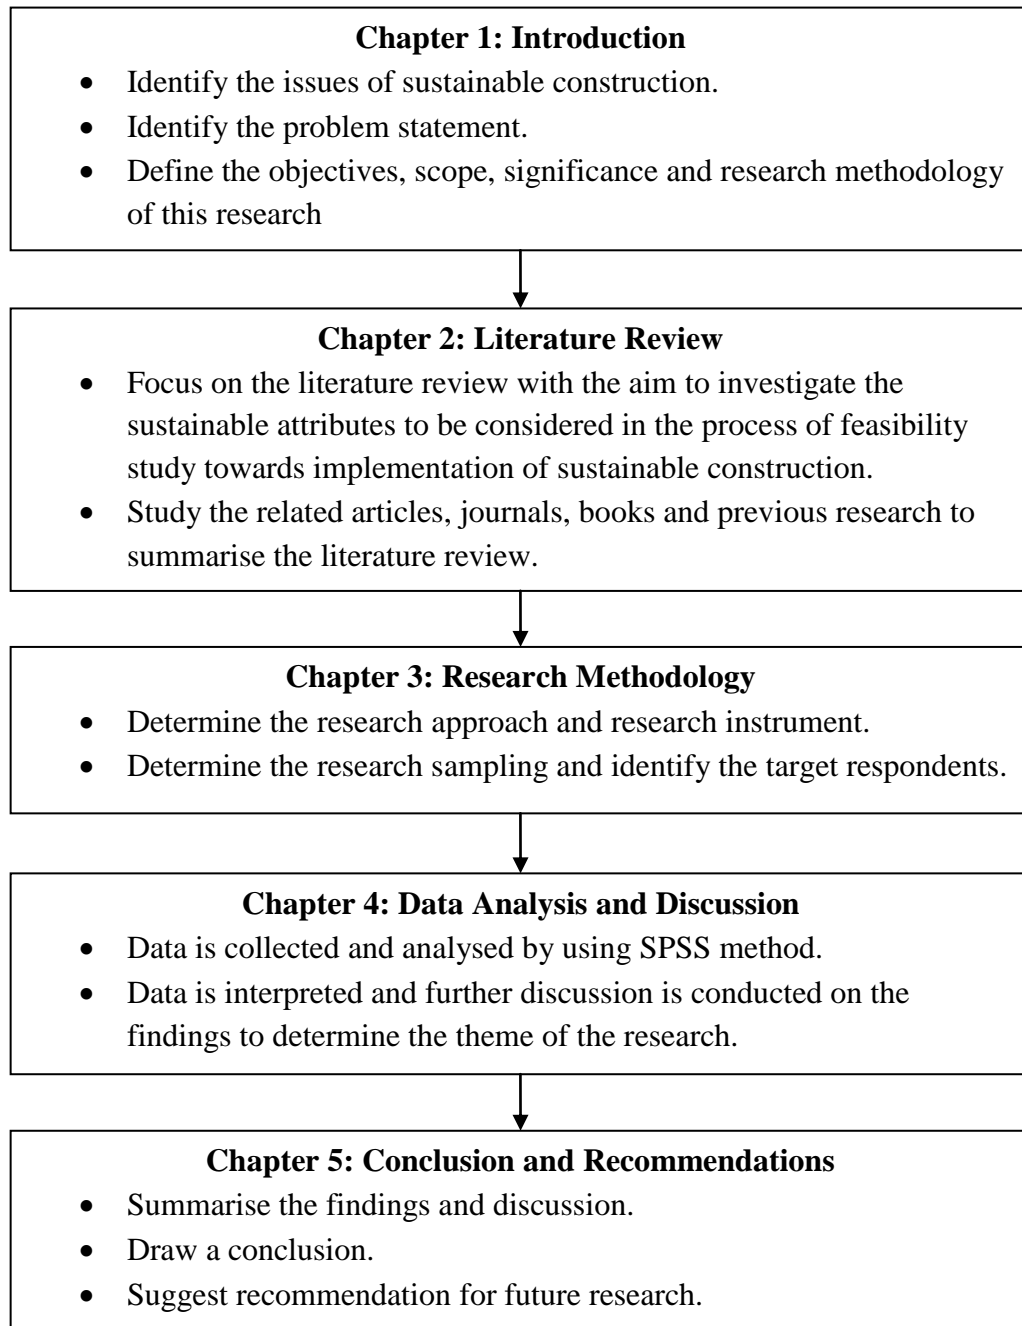 Chapter 1: Introduction
• Identify the issues of sustainable construction.
• Identify the problem statement.
• Define the objectives, scope, significance and research methodology
of this research
Chapter 2: Literature Review
• Focus on the literature review with the aim to investigate the
sustainable attributes to be considered in the process of feasibility
study towards implementation of sustainable construction.
• Study the related articles, journals, books and previous research to
summarise the literature review.
Chapter 3: Research Methodology
• Determine the research approach and research instrument.
• Determine the research sampling and identify the target respondents.
Chapter 4: Data Analysis and Discussion
• Data is collected and analysed by using SPSS method.
• Data is interpreted and further discussion is conducted on the
findings to determine the theme of the research.
Chapter 5: Conclusion and Recommendations
• Summarise the findings and discussion.
• Draw a conclusion.
• Suggest recommendation for future research.